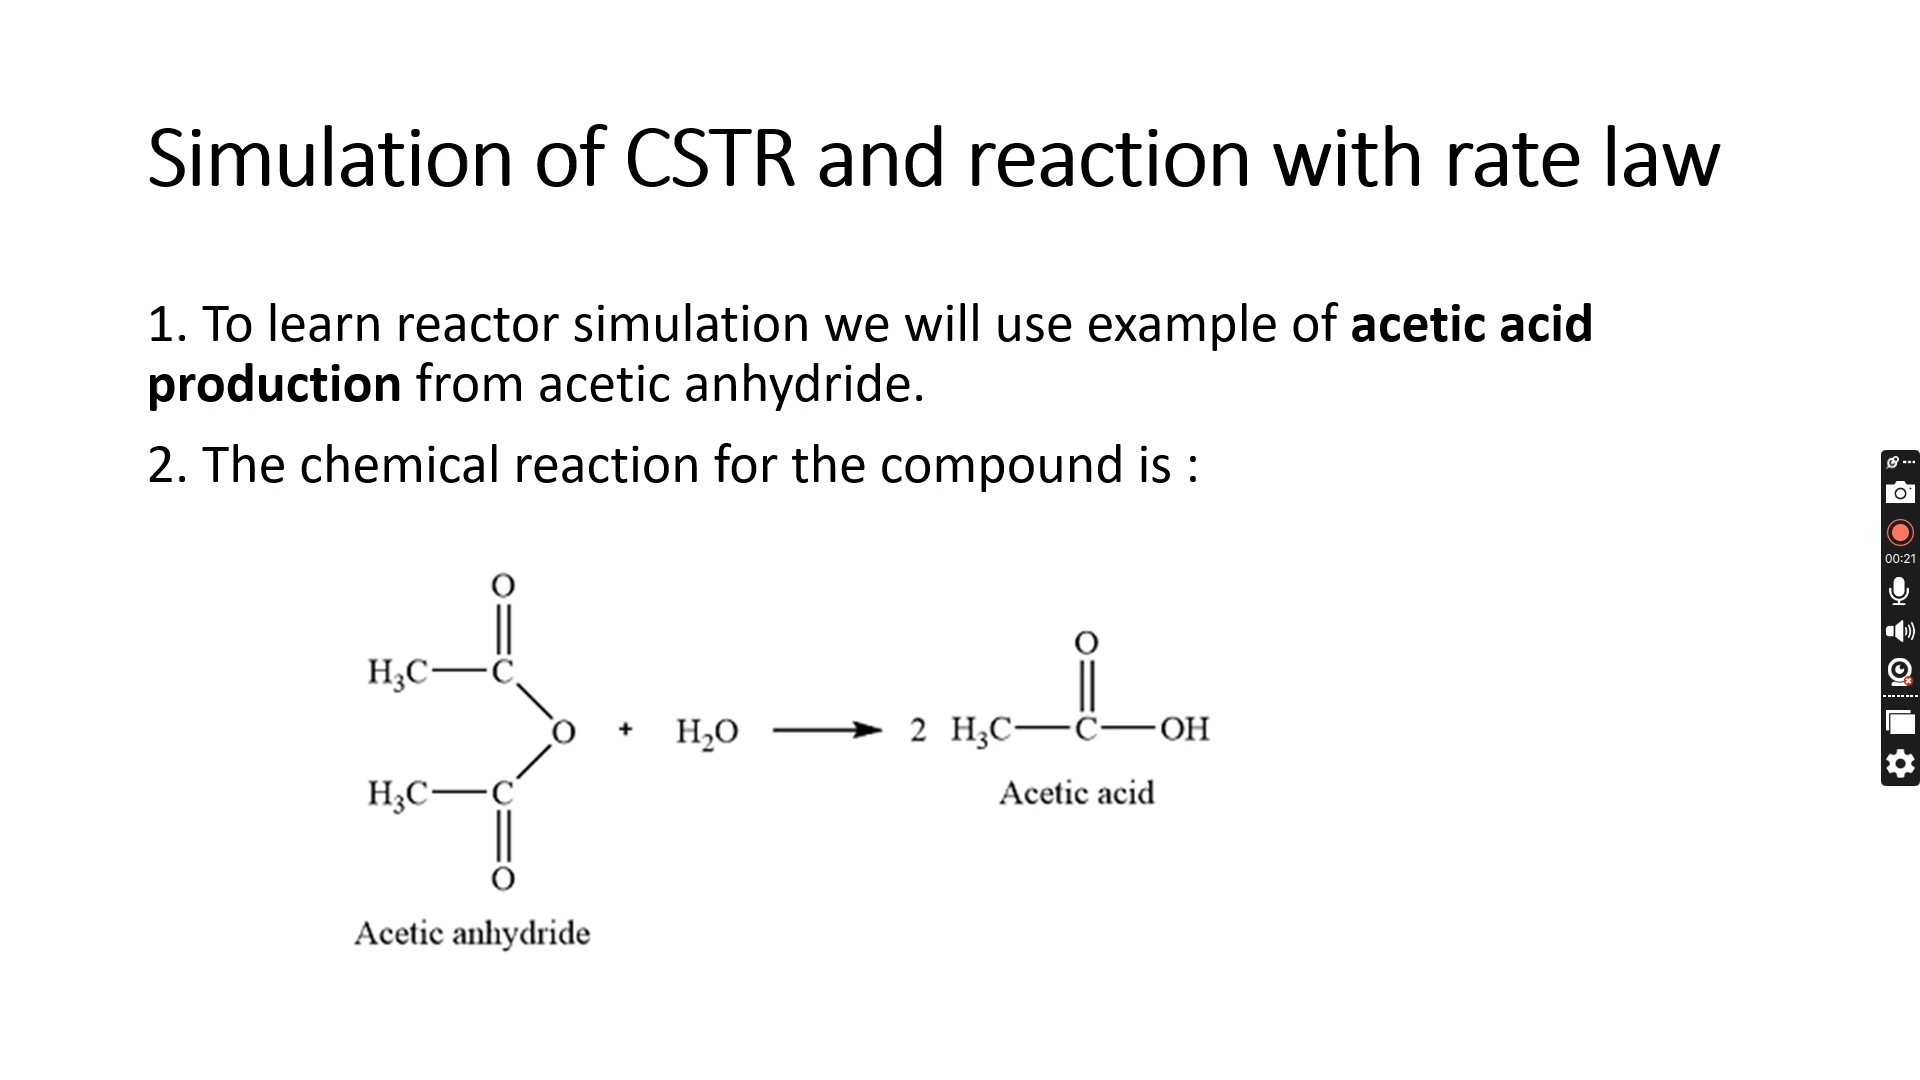 Simulation of CSTR and reaction with rate law
1. To learn reactor simulation we will use example of acetic acid
production from acetic anhydride.
2. The chemical reaction for the compound is :
O
H₃C—C
O + H₂O ⟶ 2 H₃C—C—OH
O
H₃C—C
O
Acetic anhydride
Acetic acid
00:21